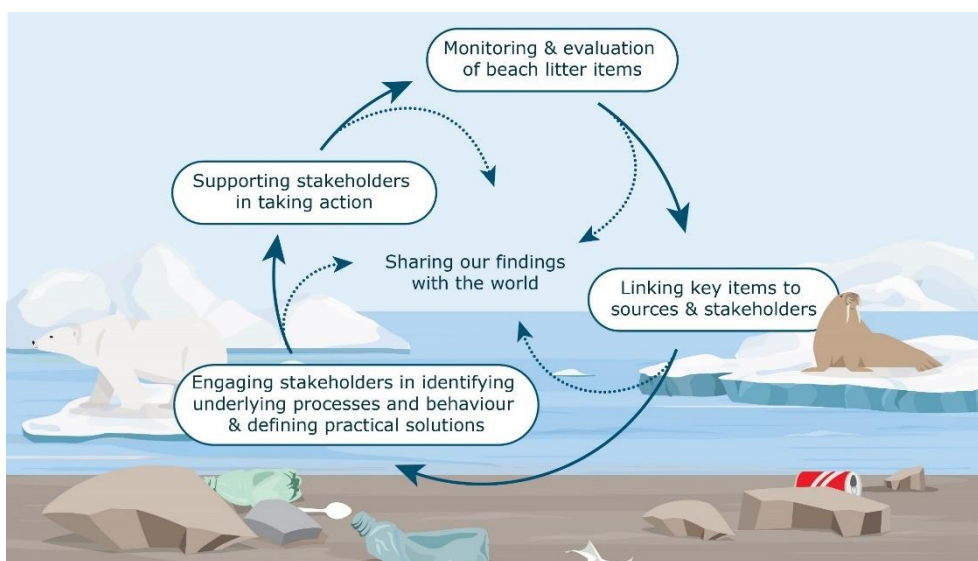 Monitoring & evaluation
of beach litter items
Supporting stakeholders
in taking action
Sharing our findings
with the world
Linking key items to
sources & stakeholders
Engaging stakeholders in identifying
underlying processes and behaviour
& defining practical solutions